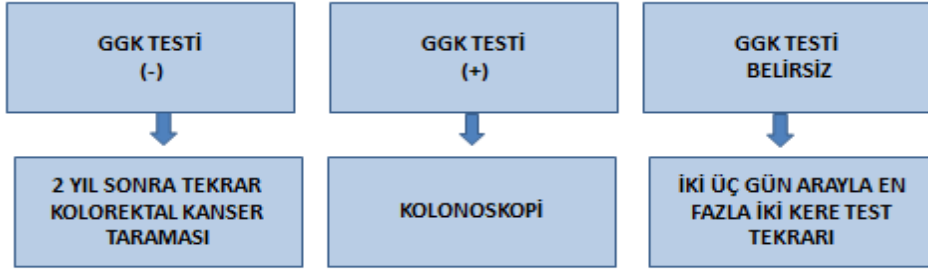 GGK TESTİ
(-)
GGK TESTİ
(+)
GGK TESTİ
BELİRSİZ
2 YIL SONRA TEKRAR
KOLOREKTAL KANSER
TARAMASI
KOLONOSKOPİ
İKİ ÜÇ GÜN ARAYLA EN
FAZLA İKİ KERE TEST
TEKRARI